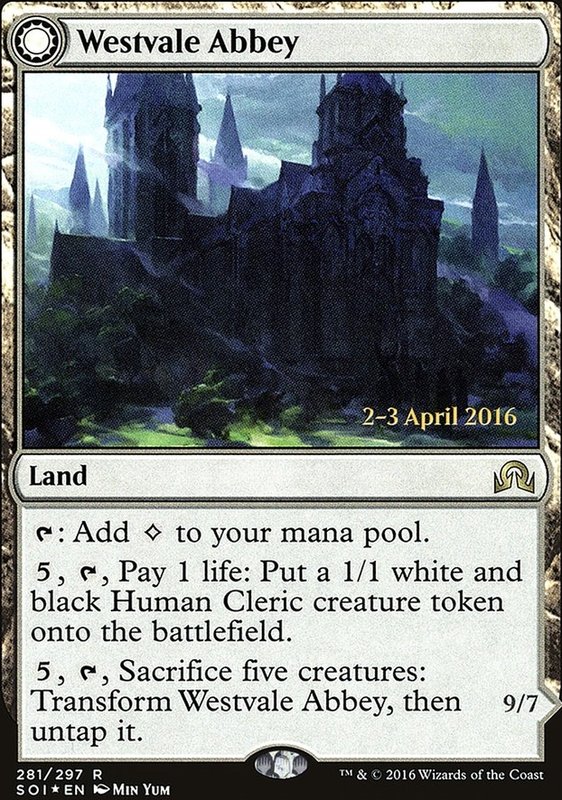 Westvale Abbey
2–3 April 2016
Land
: Add to your mana pool.
5, , Pay 1 life: Put a 1/1 white and
black Human Cleric creature token
onto the battlefield.
5, , Sacrifice five creatures:
Transform Westvale Abbey, then
untap it.
9/7
281/297 R
SOI★EN Min Yum
™ & © 2016 Wizards of the Coast